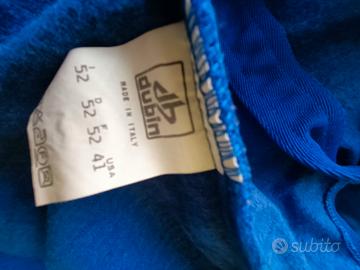 dubin
MADE IN ITALY
I D F USA
52 52 52 41
subito